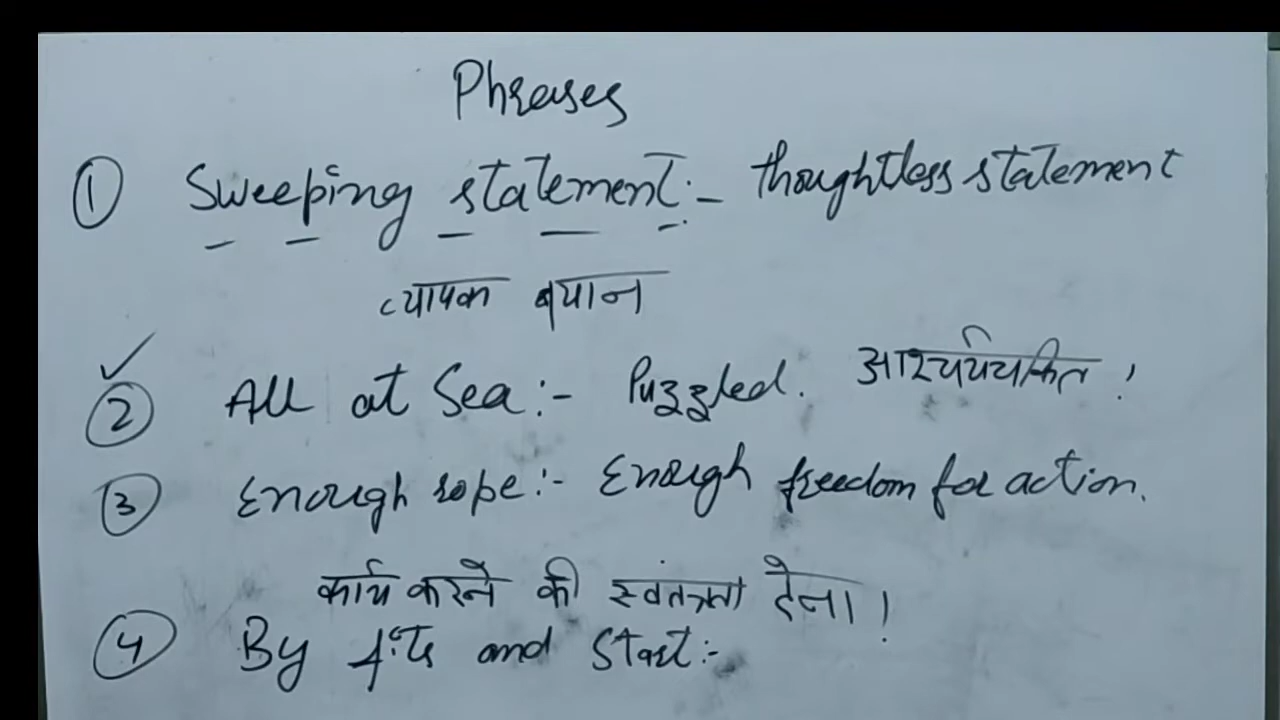 Phrases
① Sweeping statement:- thoughtless statement
व्यापक बयान
② All at Sea:- Puzzled. आश्चर्यचकित !
③ Enough rope:- Enough freedom for action.
कार्य करने की स्वंतत्रता देना !
④ By fits and Start:-